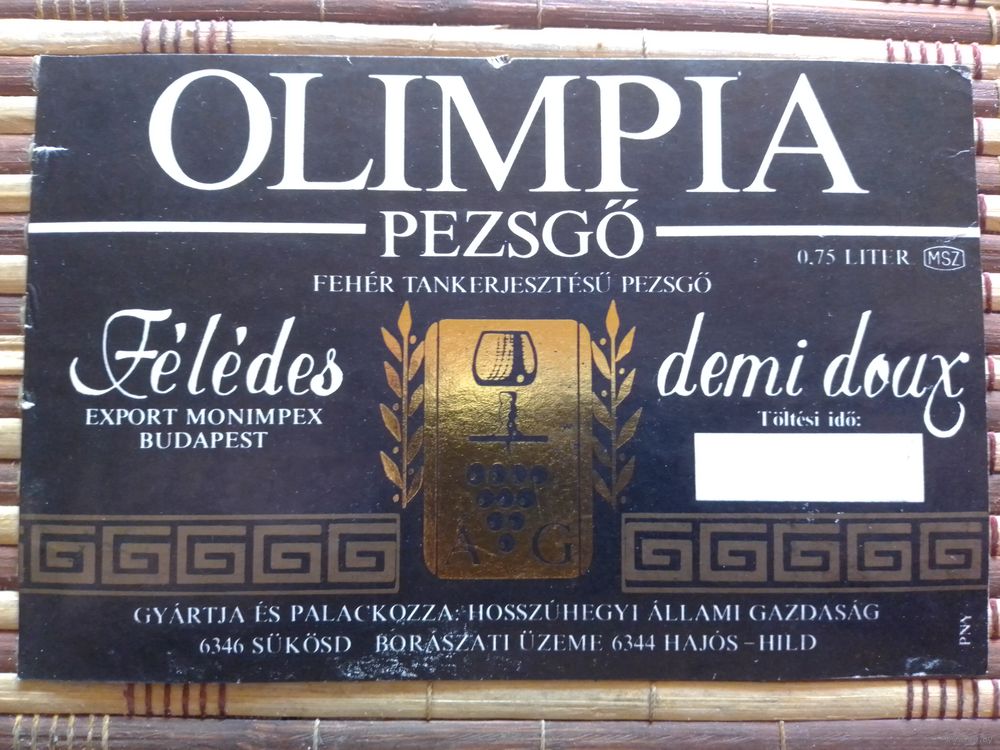 OLIMPIA
PEZSGŐ
0.75 LITER MSZ
FEHÉR TANKERJESZTÉSŰ PEZSGŐ
Félédes
demi doux
EXPORT MONIMPEX
BUDAPEST
Töltési idő:
Á G
GYÁRTJA ÉS PALACKOZZA: HOSSZÚHEGYI ÁLLAMI GAZDASÁG
6346 SÜKÖSD BORÁSZATI ÜZEME 6344 HAJÓS–HILD
PNY